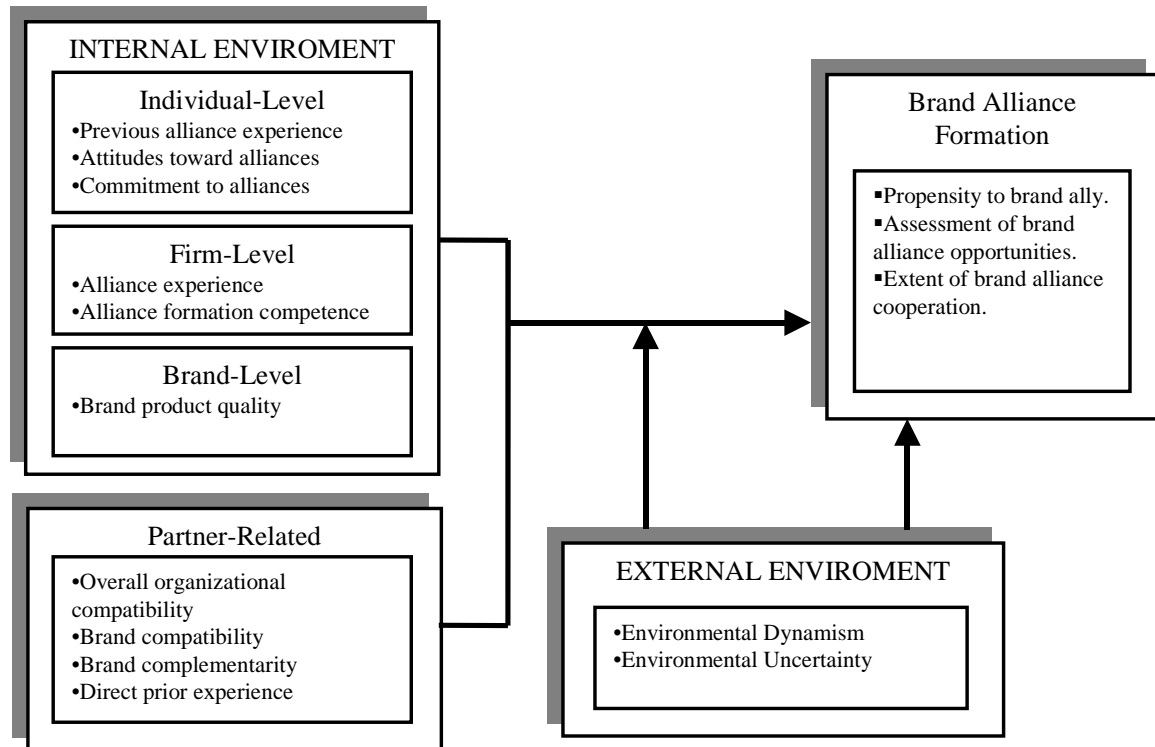 INTERNAL ENVIROMENT
Individual-Level
•Previous alliance experience
•Attitudes toward alliances
•Commitment to alliances
Firm-Level
•Alliance experience
•Alliance formation competence
Brand-Level
•Brand product quality
Partner-Related
•Overall organizational
compatibility
•Brand compatibility
•Brand complementarity
•Direct prior experience
Brand Alliance
Formation
▪Propensity to brand ally.
▪Assessment of brand
alliance opportunities.
▪Extent of brand alliance
cooperation.
EXTERNAL ENVIROMENT
•Environmental Dynamism
•Environmental Uncertainty